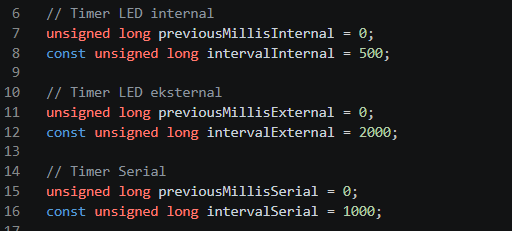 6 // Timer LED internal
7 unsigned long previousMillisInternal = 0;
8 const unsigned long intervalInternal = 500;
9
10 // Timer LED eksternal
11 unsigned long previousMillisExternal = 0;
12 const unsigned long intervalExternal = 2000;
13
14 // Timer Serial
15 unsigned long previousMillisSerial = 0;
16 const unsigned long intervalSerial = 1000;
17